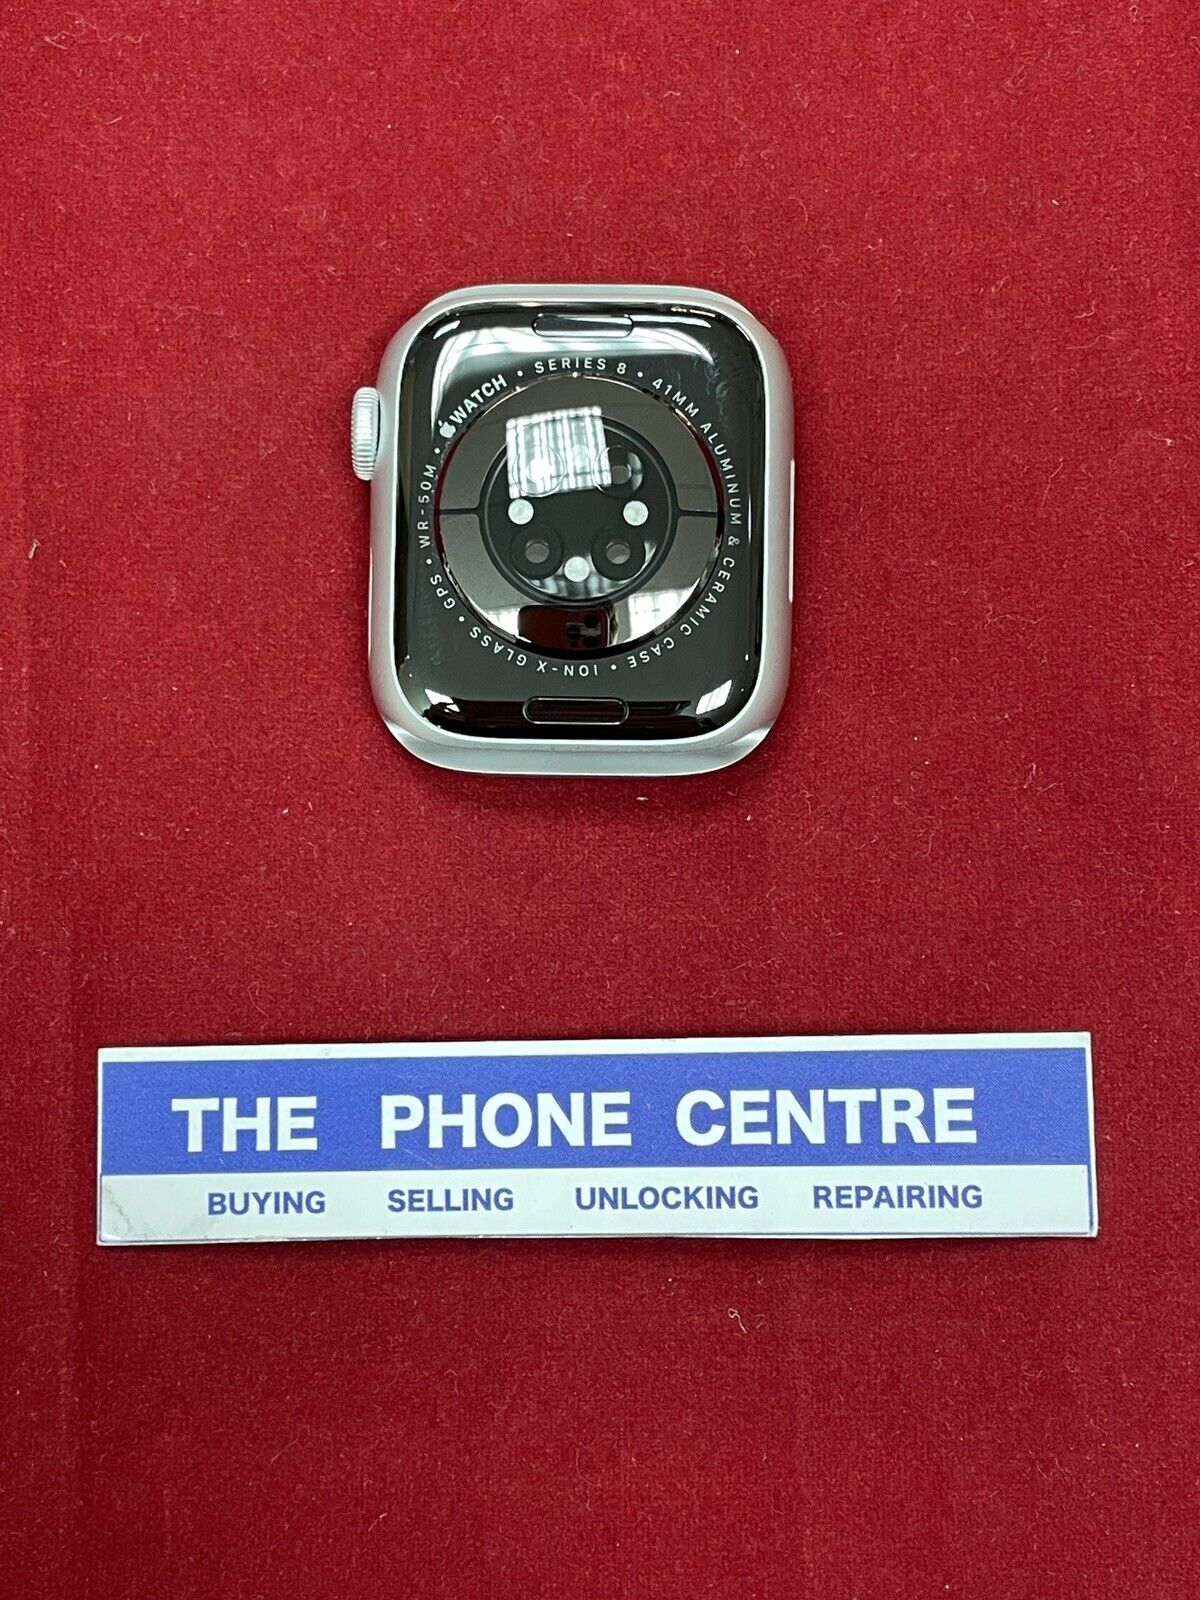 WATCH • SERIES 8 • 41MM ALUMINUM & CERAMIC CASE • ION-X GLASS • GPS • WR-50M •
THE PHONE CENTRE
BUYING SELLING UNLOCKING REPAIRING